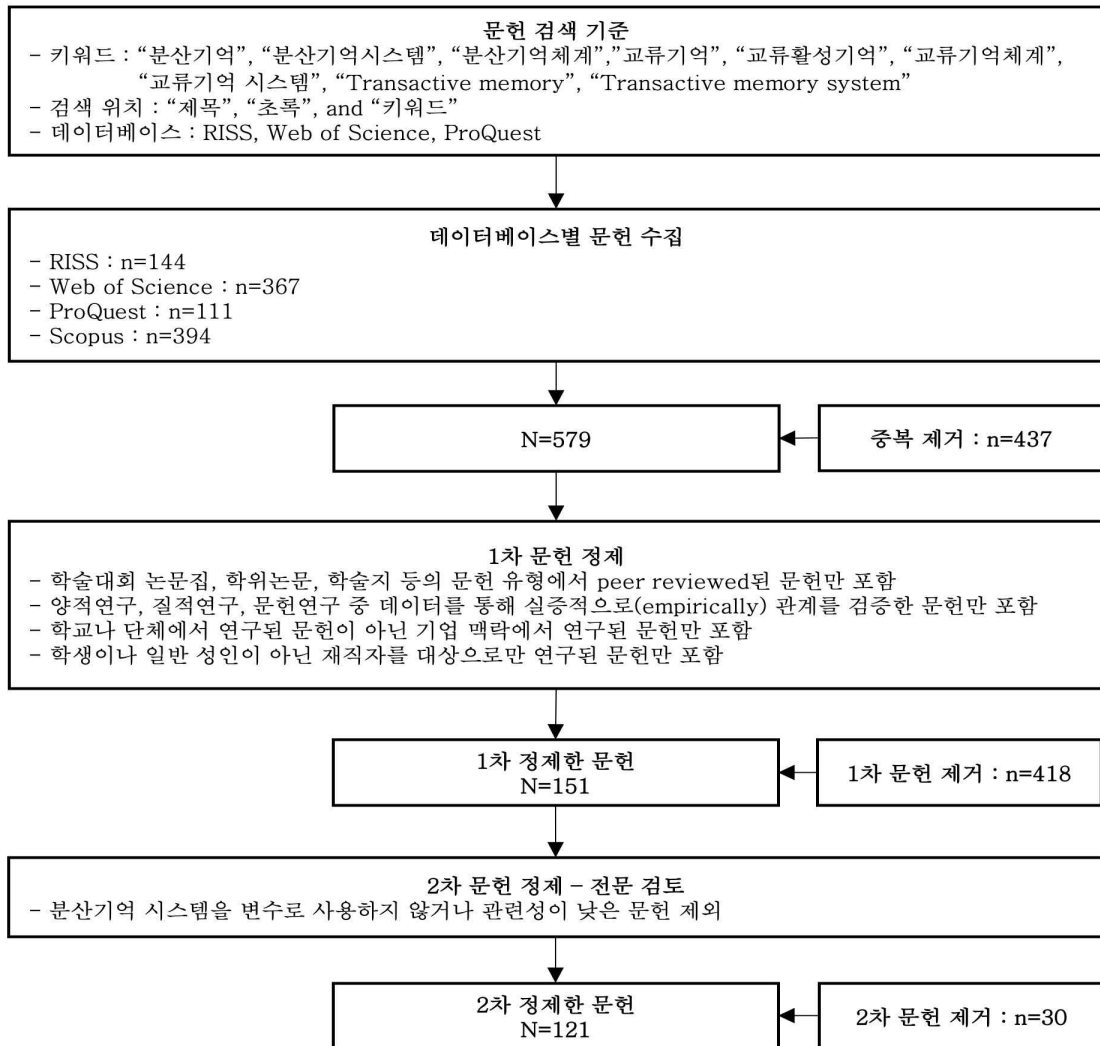 문헌 검색 기준
- 키워드 : “분산기억”, “분산기억시스템”, “분산기억체계”,”교류기억”, “교류활성기억”, “교류기억체계”,
“교류기억 시스템”, “Transactive memory”, “Transactive memory system”
- 검색 위치 : “제목”, “초록”, and “키워드”
- 데이터베이스 : RISS, Web of Science, ProQuest
데이터베이스별 문헌 수집
- RISS : n=144
- Web of Science : n=367
- ProQuest : n=111
- Scopus : n=394
N=579
중복 제거 : n=437
1차 문헌 정제
- 학술대회 논문집, 학위논문, 학술지 등의 문헌 유형에서 peer reviewed된 문헌만 포함
- 양적연구, 질적연구, 문헌연구 중 데이터를 통해 실증적으로(empirically) 관계를 검증한 문헌만 포함
- 학교나 단체에서 연구된 문헌이 아닌 기업 맥락에서 연구된 문헌만 포함
- 학생이나 일반 성인이 아닌 재직자를 대상으로만 연구된 문헌만 포함
1차 정제한 문헌
N=151
1차 문헌 제거 : n=418
2차 문헌 정제 - 전문 검토
- 분산기억 시스템을 변수로 사용하지 않거나 관련성이 낮은 문헌 제외
2차 정제한 문헌
N=121
2차 문헌 제거 : n=30